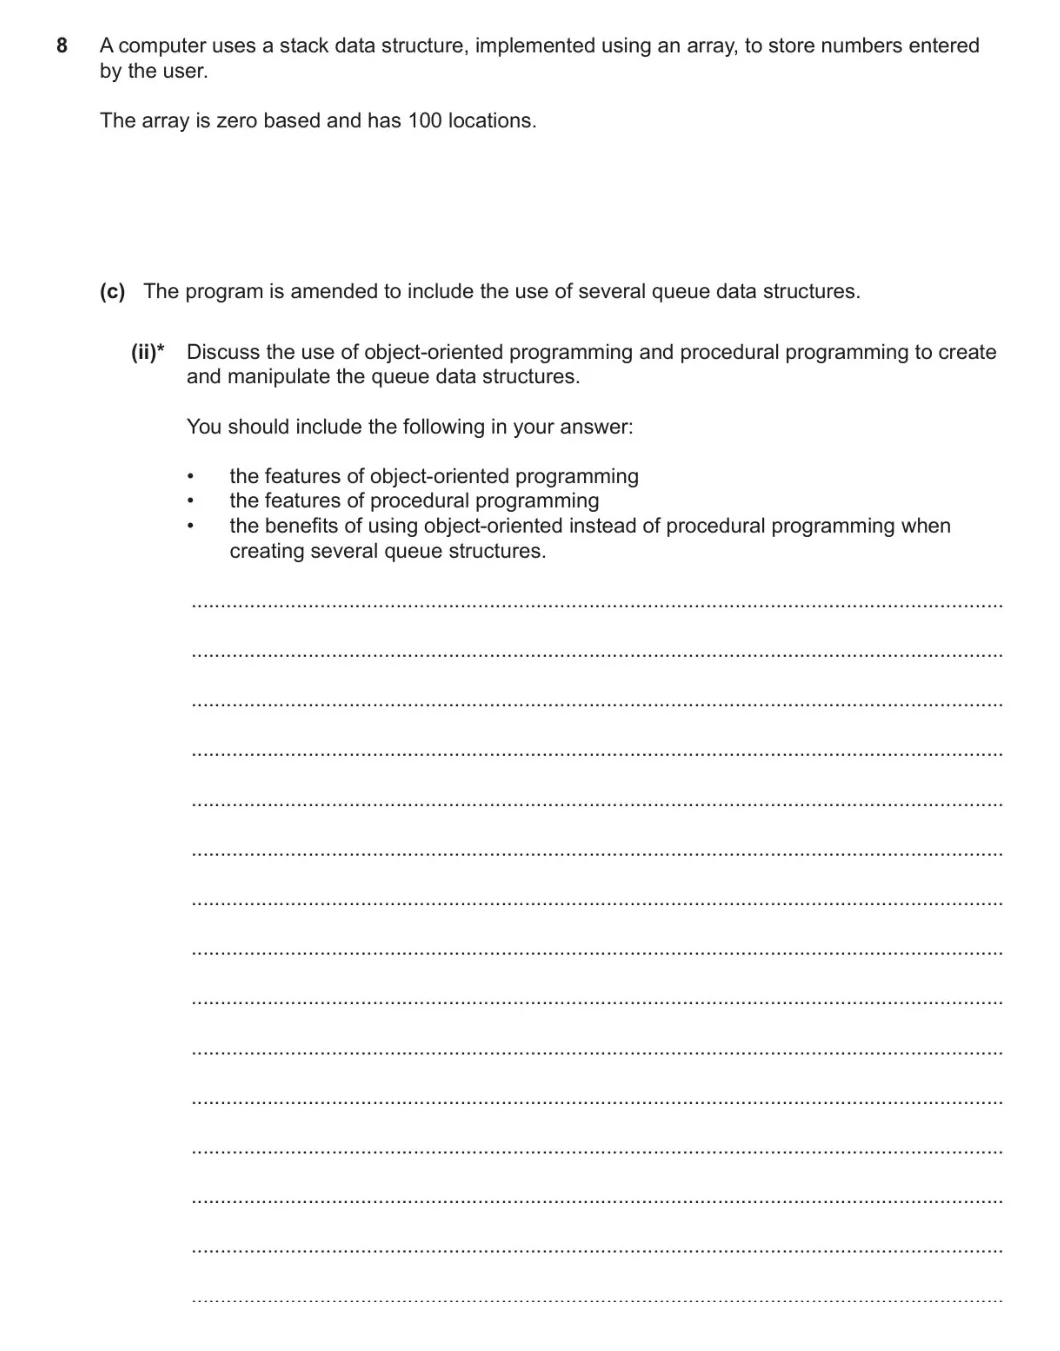 8 A computer uses a stack data structure, implemented using an array, to store numbers entered
by the user.
The array is zero based and has 100 locations.
(c) The program is amended to include the use of several queue data structures.
(ii)* Discuss the use of object-oriented programming and procedural programming to create
and manipulate the queue data structures.
You should include the following in your answer:
• the features of object-oriented programming
• the features of procedural programming
• the benefits of using object-oriented instead of procedural programming when
creating several queue structures.